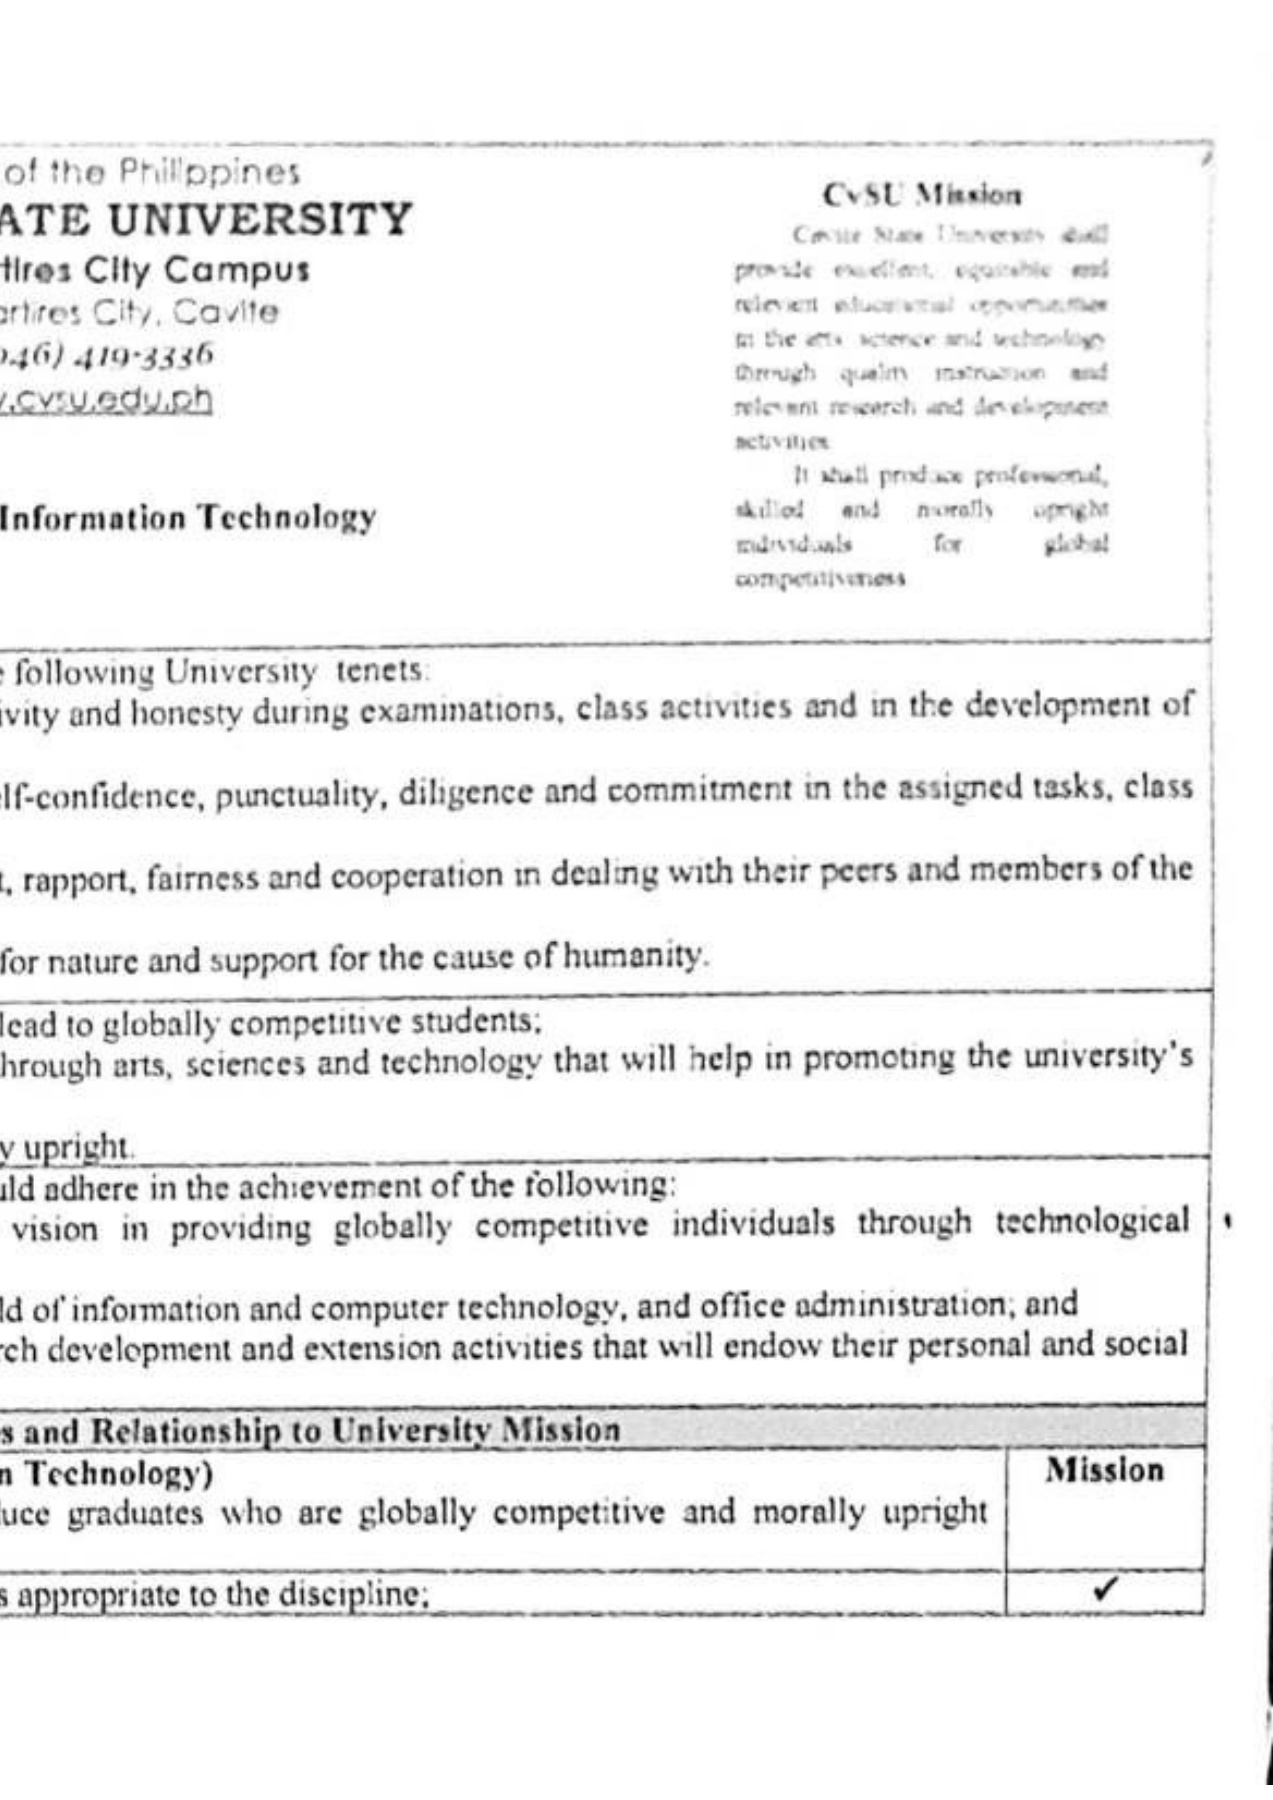 of the Philippines
ATE UNIVERSITY
tires City Campus
artires City, Cavite
046) 419-3336
.cvsu.edu.ph
Information Technology
CvSU Mission
Cavite State University shall
provide excellent, equitable and
relevant educational opportunities
in the arts, science and technology
through quality instruction and
relevant research and development
activities
It shall produce professional,
skilled and morally upright
individuals for global
competitiveness
following University tenets:
ivity and honesty during examinations, class activities and in the development of
elf-confidence, punctuality, diligence and commitment in the assigned tasks, class
t, rapport, fairness and cooperation in dealing with their peers and members of the
for nature and support for the cause of humanity.
lead to globally competitive students;
hrough arts, sciences and technology that will help in promoting the university's
y upright.
uld adhere in the achievement of the following:
vision in providing globally competitive individuals through technological
ld of information and computer technology, and office administration; and
rch development and extension activities that will endow their personal and social
s and Relationship to University Mission
n Technology)
Mission
luce graduates who are globally competitive and morally upright
s appropriate to the discipline;
✓